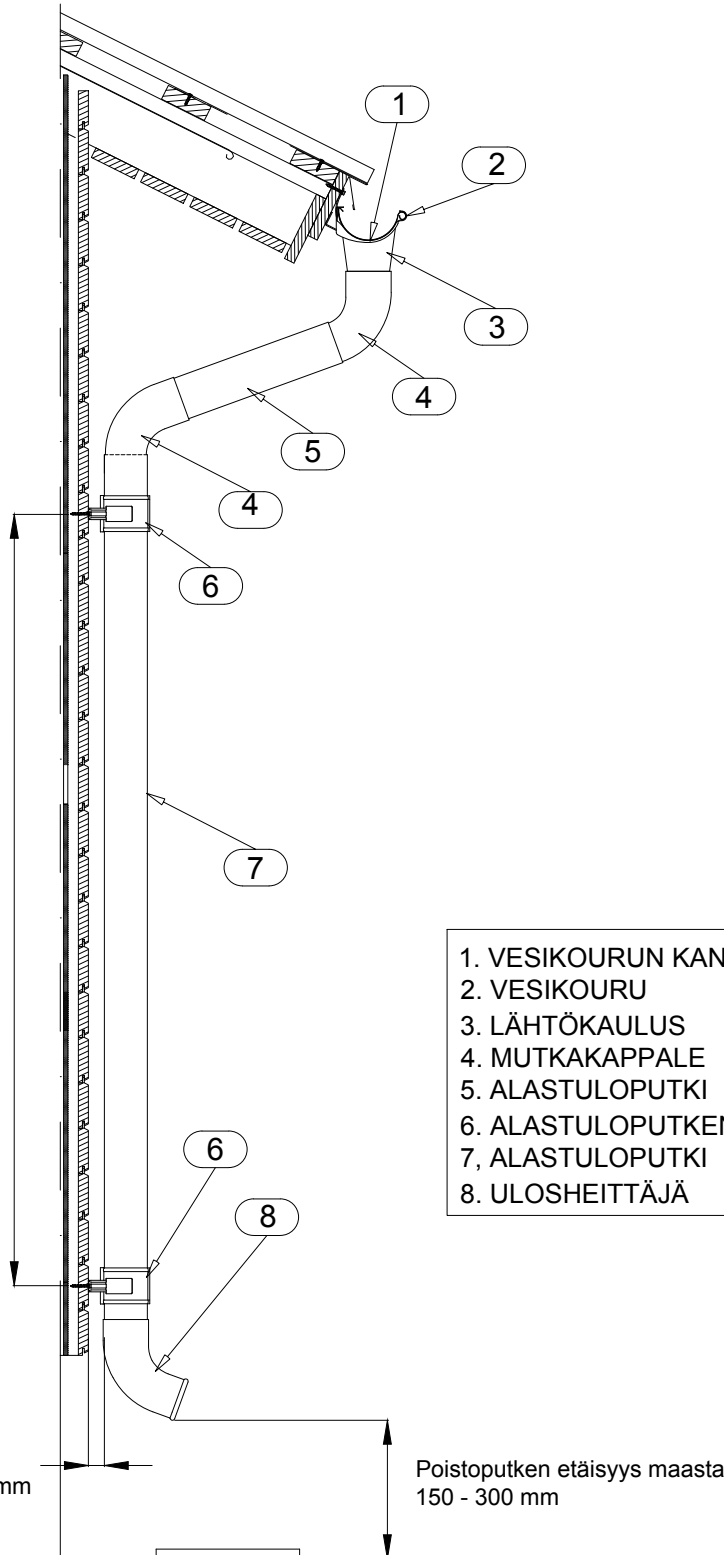 1
2
3
4
5
4
6
7
1. VESIKOURUN KAN
2. VESIKOURU
3. LÄHTÖKAULUS
4. MUTKAKAPPALE
5. ALASTULOPUTKI
6. ALASTULOPUTKEN
7, ALASTULOPUTKI
8. ULOSHEITTÄJÄ
6
8
mm
Poistoputken etäisyys maasta
150 - 300 mm